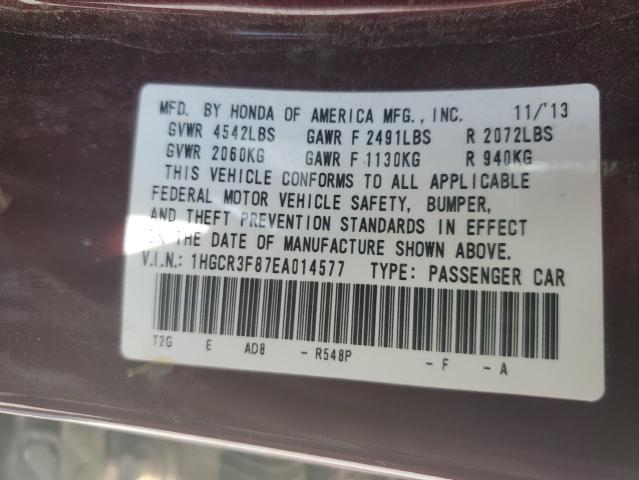 MFD. BY HONDA OF AMERICA MFG., INC. 11/'13
GVWR 4542LBS GAWR F 2491LBS R 2072LBS
GVWR 2060KG GAWR F 1130KG R 940KG
THIS VEHICLE CONFORMS TO ALL APPLICABLE
FEDERAL MOTOR VEHICLE SAFETY, BUMPER,
AND THEFT PREVENTION STANDARDS IN EFFECT
ON THE DATE OF MANUFACTURE SHOWN ABOVE.
V.I.N.: 1HGCR3F87EA014577 TYPE: PASSENGER CAR
T2G E AD8 - R548P - F - A